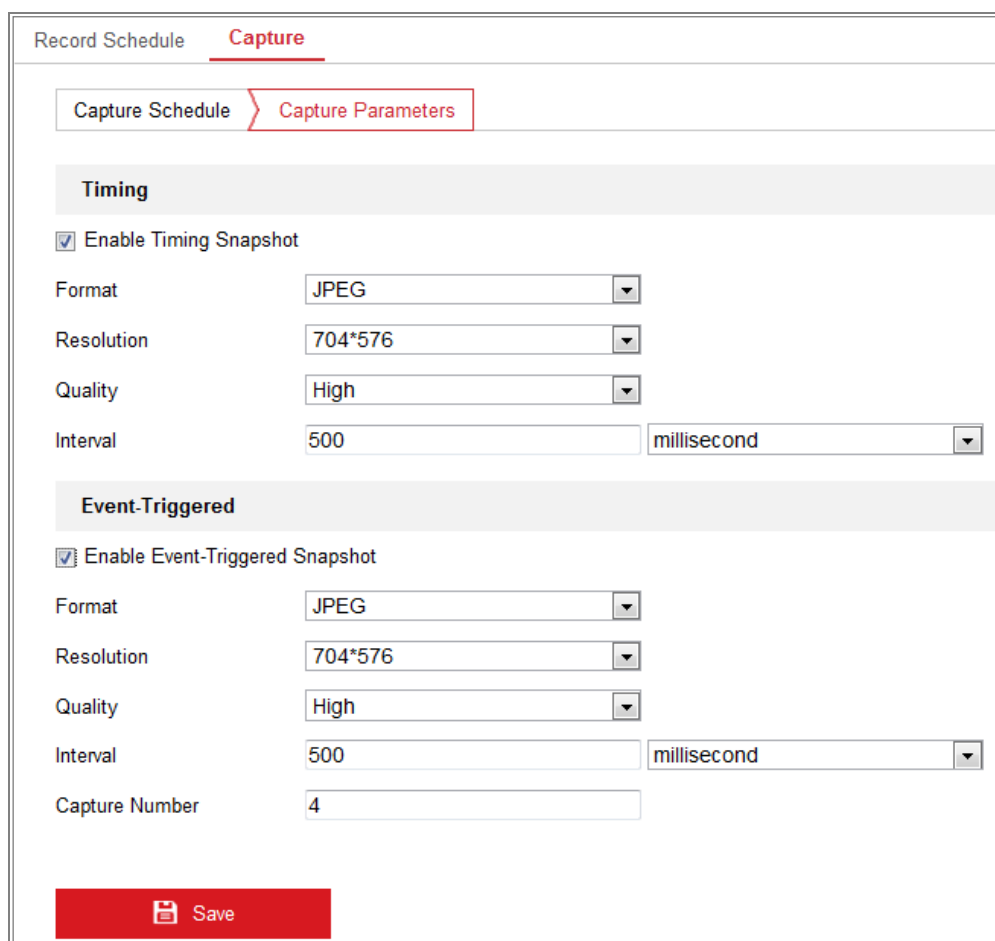 Record Schedule Capture
Capture Schedule Capture Parameters
Timing
Enable Timing Snapshot
Format JPEG
Resolution 704*576
Quality High
Interval 500 millisecond
Event-Triggered
Enable Event-Triggered Snapshot
Format JPEG
Resolution 704*576
Quality High
Interval 500 millisecond
Capture Number 4
Save